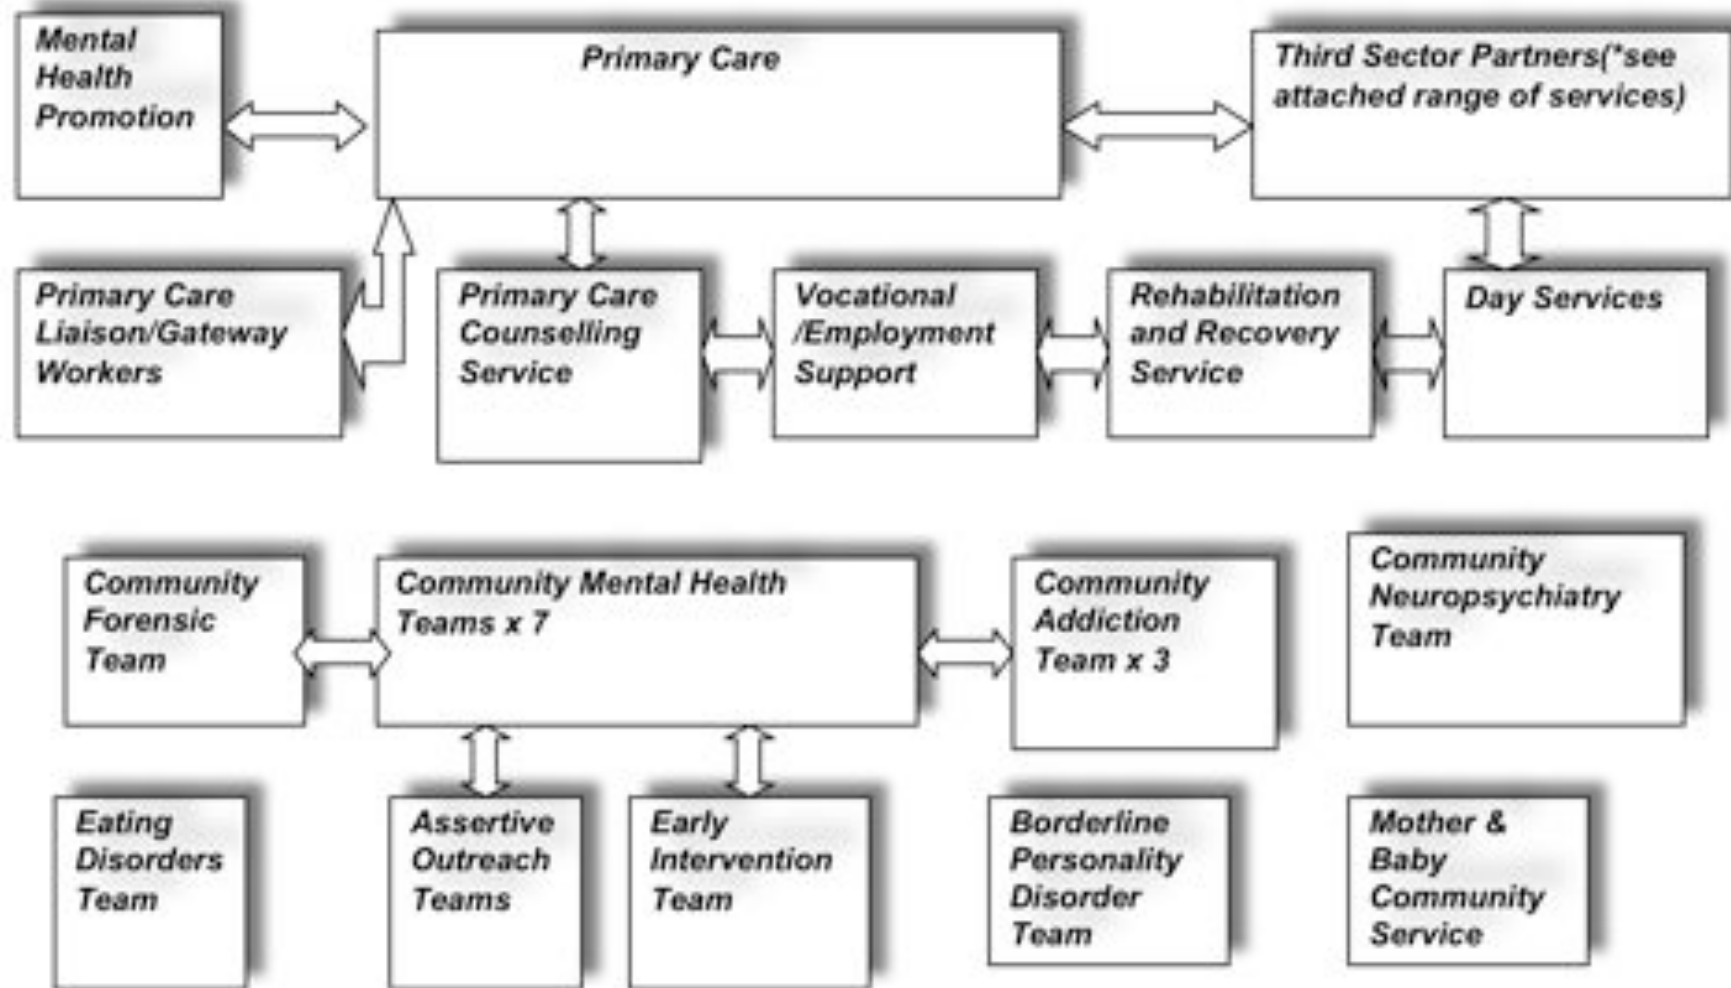 Mental
Health
Promotion
Primary Care
Third Sector Partners(*see
attached range of services)
Primary Care
Liaison/Gateway
Workers
Primary Care
Counselling
Service
Vocational
/Employment
Support
Rehabilitation
and Recovery
Service
Day Services
Community
Forensic
Team
Community Mental Health
Teams x 7
Community
Addiction
Team x 3
Community
Neuropsychiatry
Team
Eating
Disorders
Team
Assertive
Outreach
Teams
Early
Intervention
Team
Borderline
Personality
Disorder
Team
Mother &
Baby
Community
Service